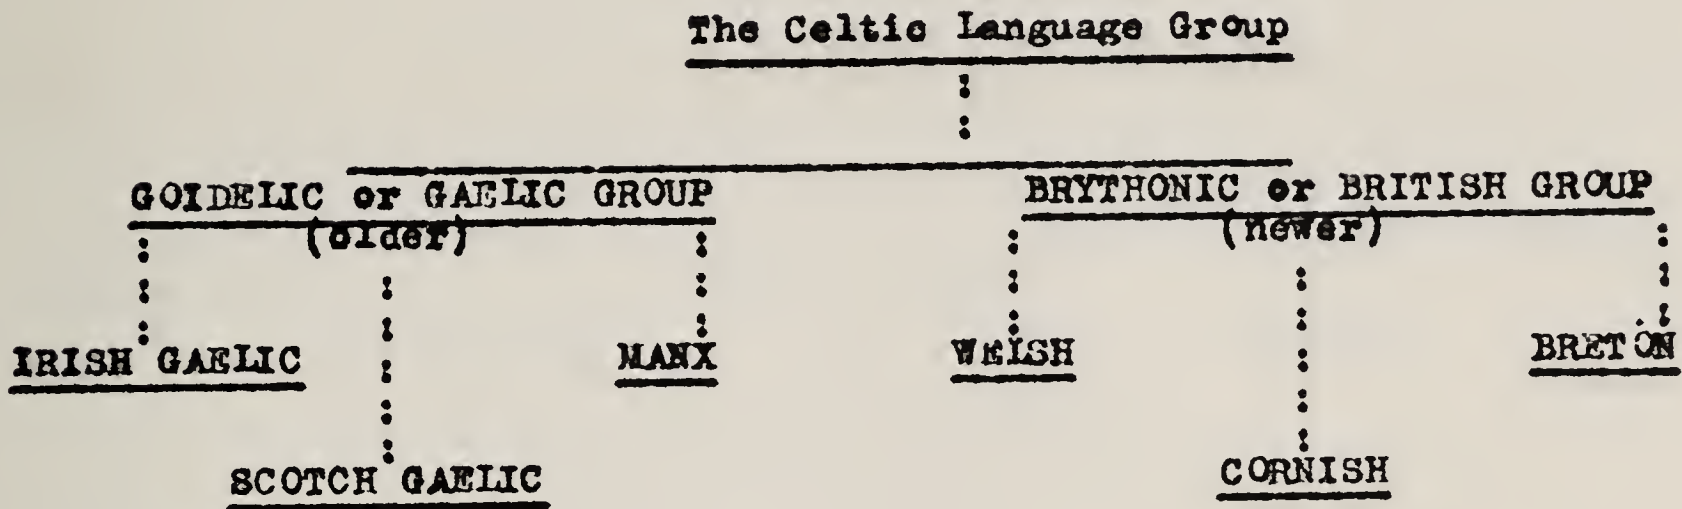 The Celtic Language Group
GOIDELIC or GAELIC GROUP
(older)
BRYTHONIC or BRITISH GROUP
(newer)
IRISH GAELIC
MANX
WELSH
BRETON
SCOTCH GAELIC
CORNISH